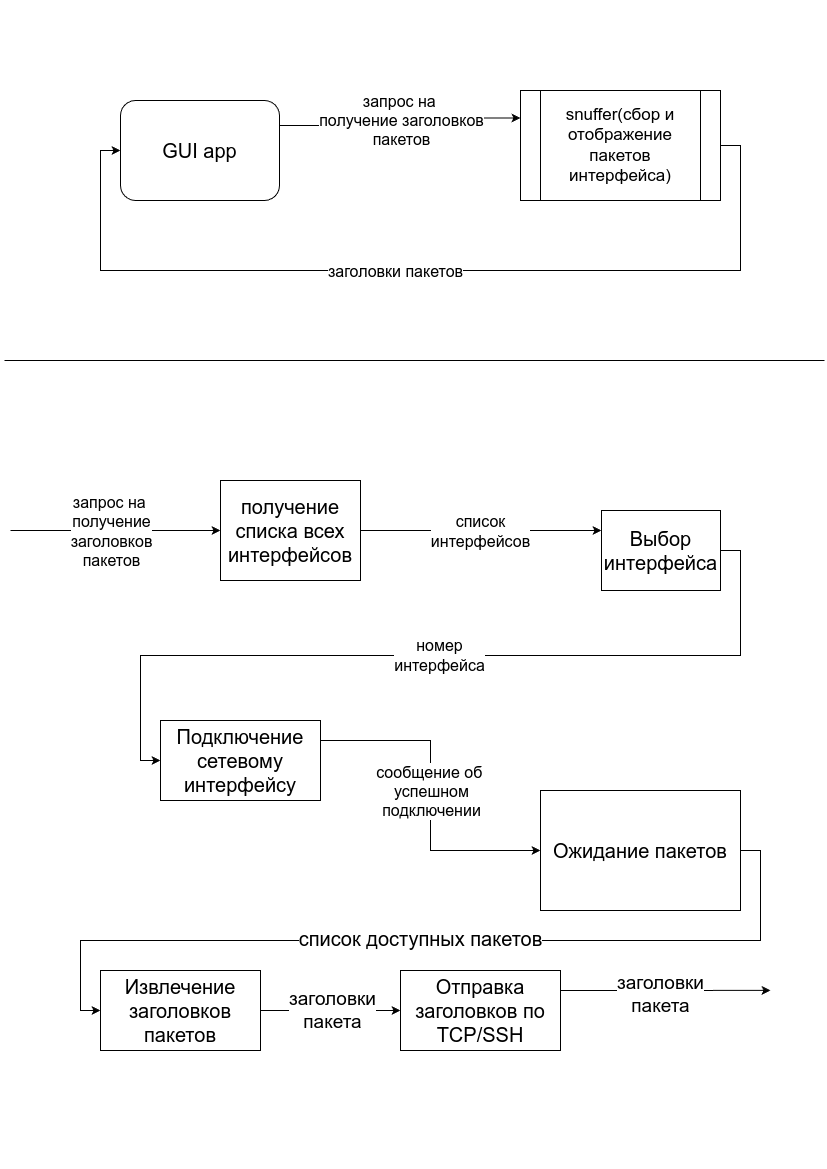 GUI app
запрос на
получение заголовков
пакетов
snuffer(сбор и
отображение
пакетов
интерфейса)
заголовки пакетов
запрос на
получение
заголовков
пакетов
получение
списка всех
интерфейсов
список
интерфейсов
Выбор
интерфейса
номер
интерфейса
Подключение
сетевому
интерфейсу
сообщение об
успешном
подключении
Ожидание пакетов
список доступных пакетов
Извлечение
заголовков
пакетов
заголовки
пакета
Отправка
заголовков по
TCP/SSH
заголовки
пакета